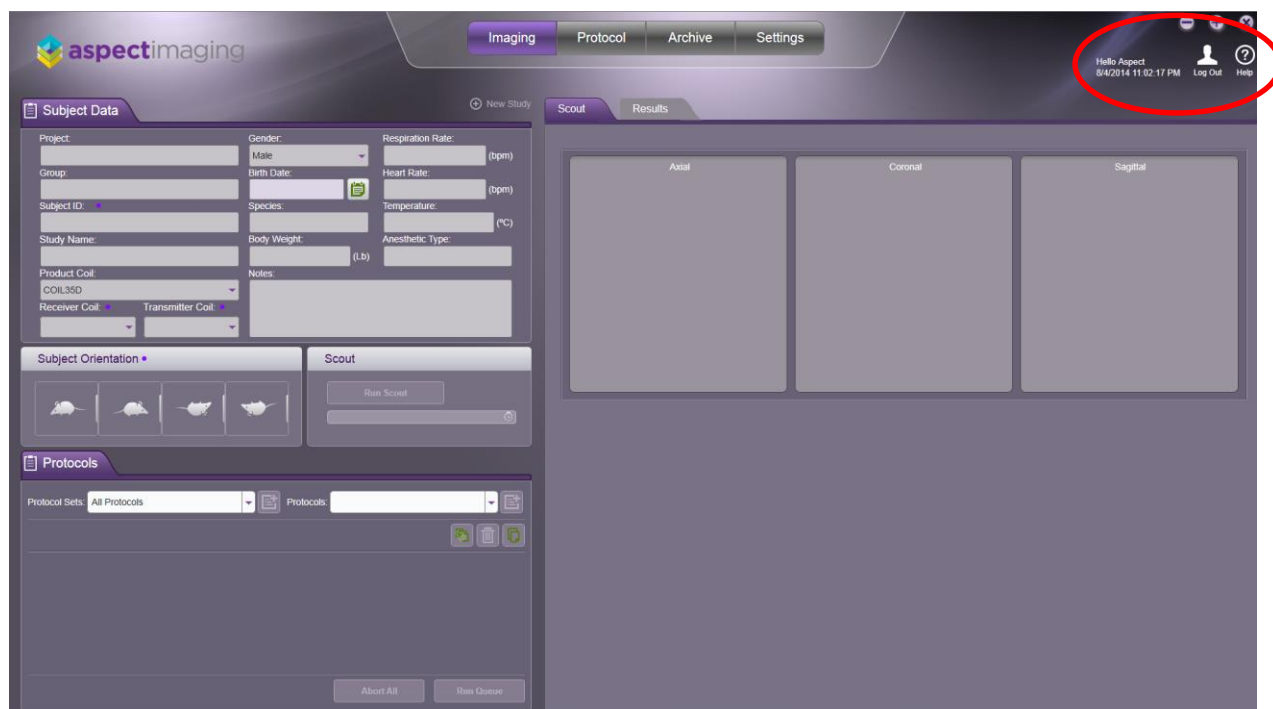 aspectimaging
Imaging Protocol Archive Settings
Hello Aspect
8/4/2014 11:02:17 PM Log Out Help
?
Subject Data
New Study
Scout Results
Project: Gender: Respiration Rate:
Male (bpm)
Group: Birth Date: Heart Rate:
(bpm)
Subject ID: Species: Temperature:
(ºC)
Study Name: Body Weight: Anesthetic Type:
(Lb)
Product Coil: Notes:
COIL35D
Receiver Coil: Transmitter Coil:
Axial Coronal Sagittal
Subject Orientation Scout
Run Scout
Protocols
Protocol Sets: All Protocols Protocols:
Abort All Run Queue